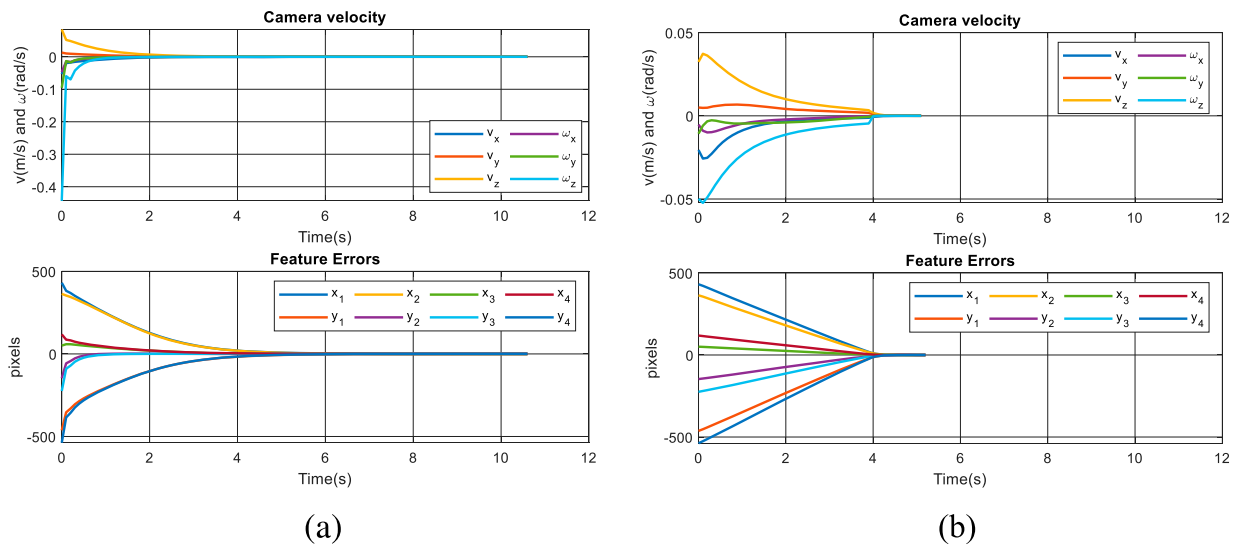 Camera velocity
v(m/s) and ω(rad/s)
0
-0.1
-0.2
-0.3
-0.4
v_x ω_x
v_y ω_y
v_z ω_z
0 2 4 6 8 10 12
Time(s)
Feature Errors
pixels
500
0
-500
x_1 x_2 x_3 x_4
y_1 y_2 y_3 y_4
0 2 4 6 8 10 12
Time(s)
(a)
Camera velocity
v(m/s) and ω(rad/s)
0.05
0
-0.05
v_x ω_x
v_y ω_y
v_z ω_z
0 2 4 6 8 10 12
Time(s)
Feature Errors
pixels
500
0
-500
x_1 x_2 x_3 x_4
y_1 y_2 y_3 y_4
0 2 4 6 8 10 12
Time(s)
(b)